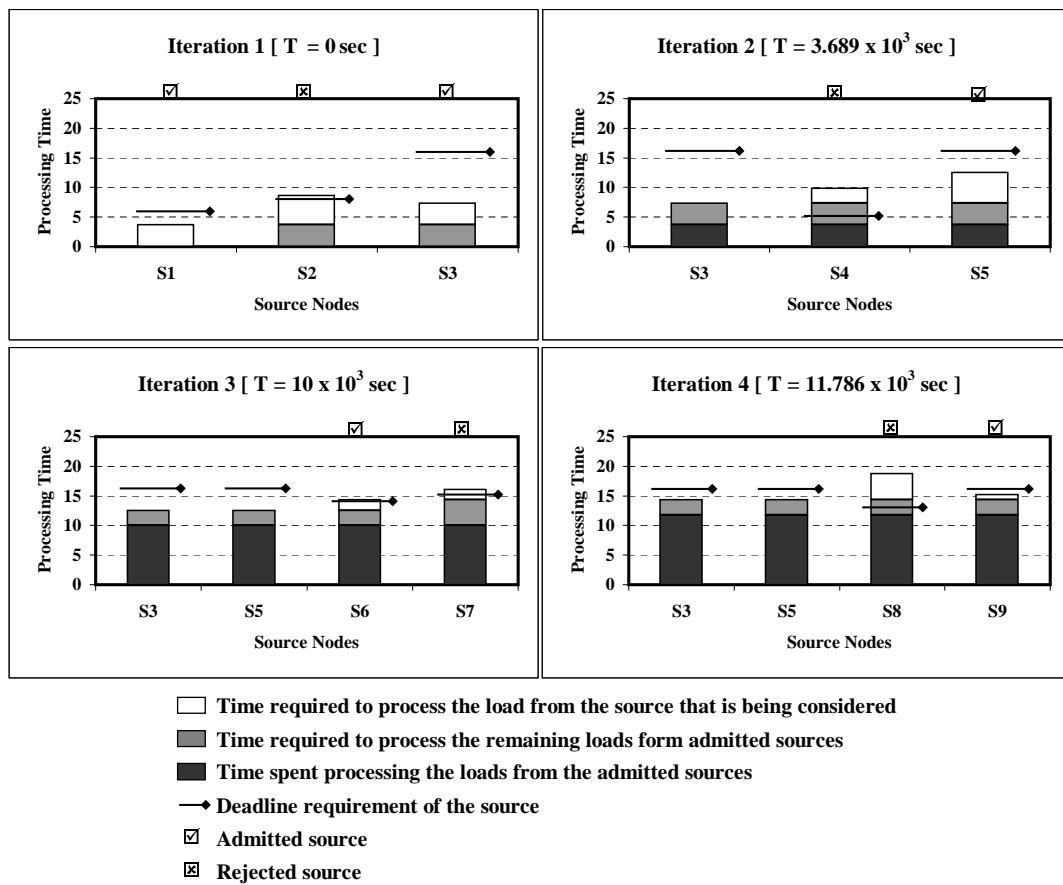 Iteration 1 [ T = 0 sec ]
25
20
15
10
5
0
Processing Time
S1 S2 S3
Source Nodes
Iteration 2 [ T = 3.689 x 10³ sec ]
25
20
15
10
5
0
Processing Time
S3 S4 S5
Source Nodes
Iteration 3 [ T = 10 x 10³ sec ]
25
20
15
10
5
0
Processing Time
S3 S5 S6 S7
Source Nodes
Iteration 4 [ T = 11.786 x 10³ sec ]
25
20
15
10
5
0
Processing Time
S3 S5 S8 S9
Source Nodes
Time required to process the load from the source that is being considered
Time required to process the remaining loads form admitted sources
Time spent processing the loads from the admitted sources
Deadline requirement of the source
Admitted source
Rejected source